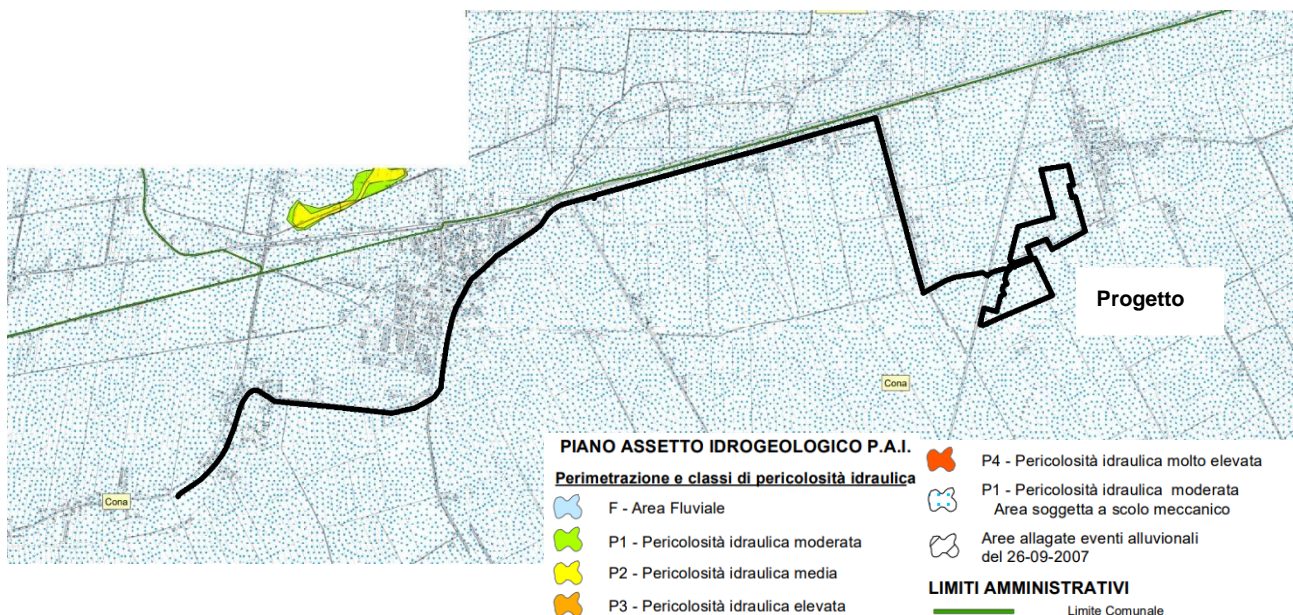 Progetto
Cona
Cona
PIANO ASSETTO IDROGEOLOGICO P.A.I.
Perimetrazione e classi di pericolosità idraulica
F - Area Fluviale
P1 - Pericolosità idraulica moderata
P2 - Pericolosità idraulica media
P3 - Pericolosità idraulica elevata
P4 - Pericolosità idraulica molto elevata
P1 - Pericolosità idraulica moderata
Area soggetta a scolo meccanico
Aree allagate eventi alluvionali
del 26-09-2007
LIMITI AMMINISTRATIVI
Limite Comunale